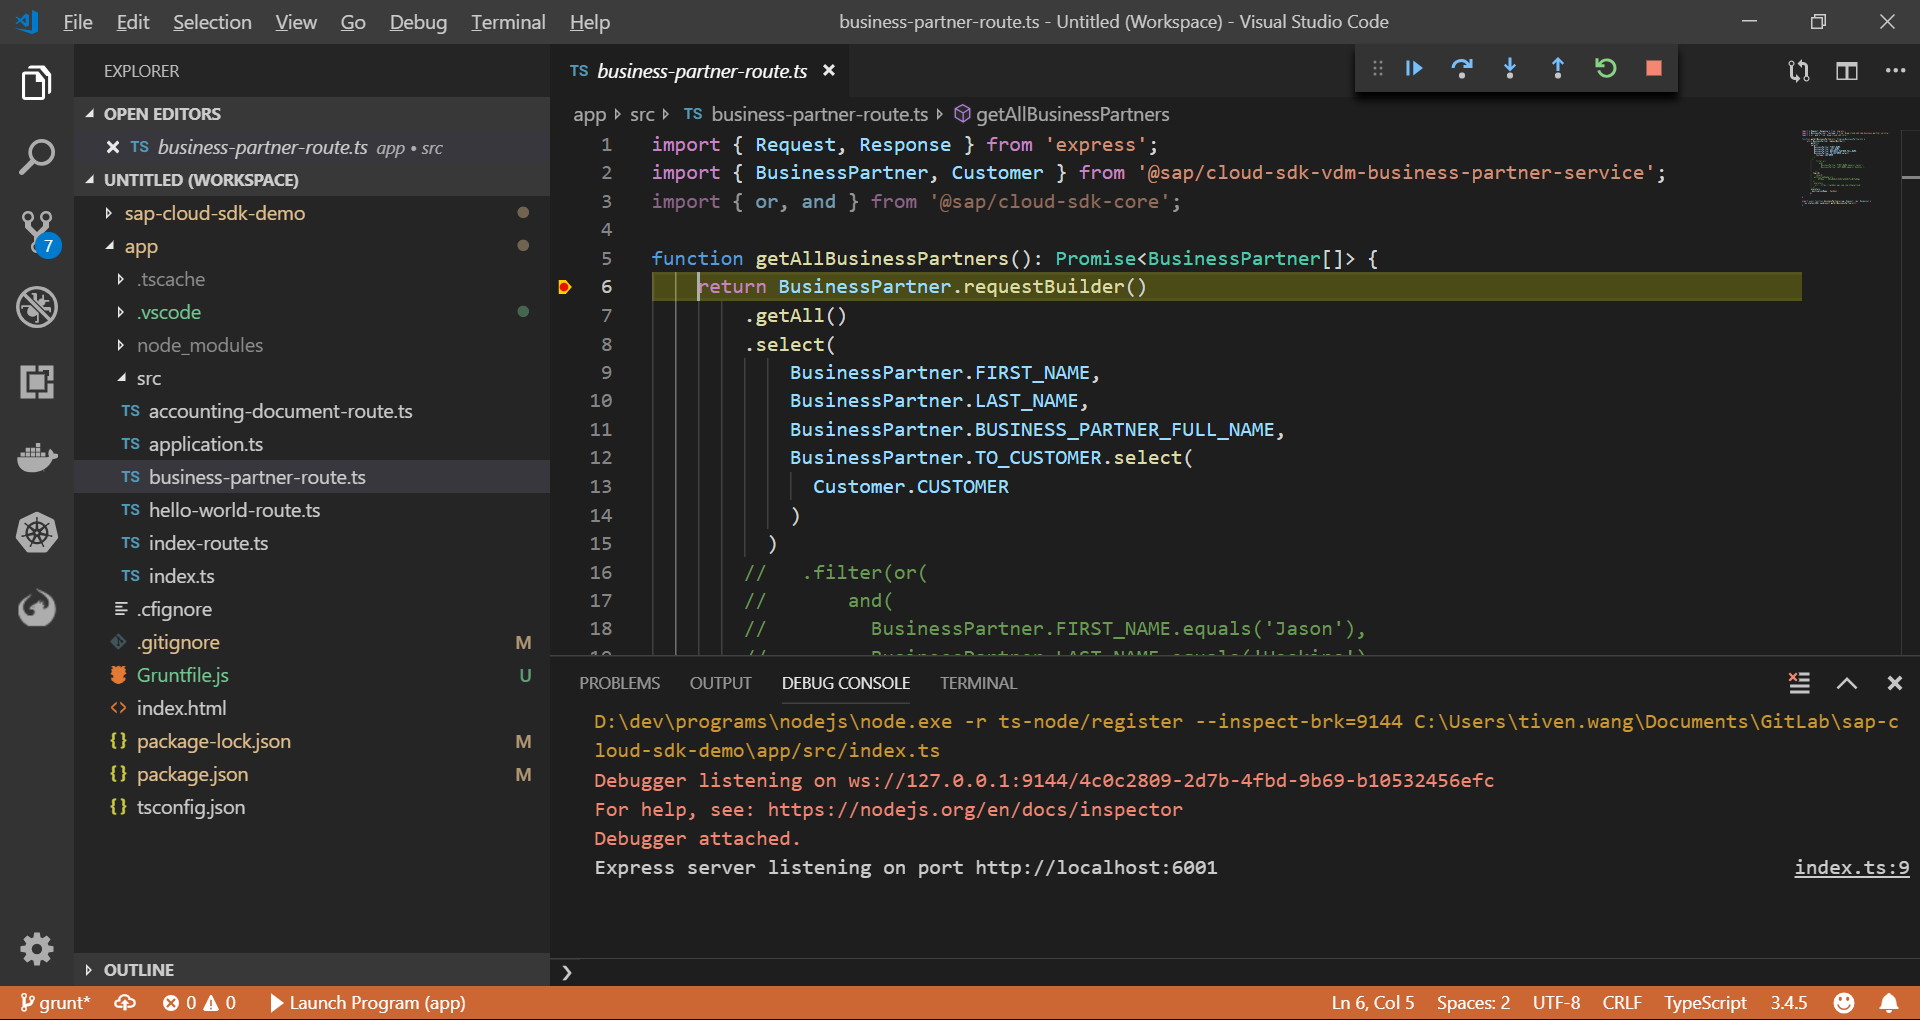 File Edit Selection View Go Debug Terminal Help
business-partner-route.ts - Untitled (Workspace) - Visual Studio Code
EXPLORER
OPEN EDITORS
TS business-partner-route.ts app • src
UNTITLED (WORKSPACE)
sap-cloud-sdk-demo
app
.tscache
.vscode
node_modules
src
TS accounting-document-route.ts
TS application.ts
TS business-partner-route.ts
TS hello-world-route.ts
TS index-route.ts
TS index.ts
.cfignore
.gitignore M
Gruntfile.js U
<> index.html
{} package-lock.json M
{} package.json M
{} tsconfig.json
OUTLINE
7
TS business-partner-route.ts
app src TS business-partner-route.ts getAllBusinessPartners
1 import { Request, Response } from 'express';
2 import { BusinessPartner, Customer } from '@sap/cloud-sdk-vdm-business-partner-service';
3 import { or, and } from '@sap/cloud-sdk-core';
4
5 function getAllBusinessPartners(): Promise<BusinessPartner[]> {
6 return BusinessPartner.requestBuilder()
7 .getAll()
8 .select(
9 BusinessPartner.FIRST_NAME,
10 BusinessPartner.LAST_NAME,
11 BusinessPartner.BUSINESS_PARTNER_FULL_NAME,
12 BusinessPartner.TO_CUSTOMER.select(
13 Customer.CUSTOMER
14 )
15 )
16 // .filter(or(
17 // and(
18 // BusinessPartner.FIRST_NAME.equals('Jason'),
PROBLEMS OUTPUT DEBUG CONSOLE TERMINAL
D:\dev\programs\nodejs\node.exe -r ts-node/register --inspect-brk=9144 C:\Users\tiven.wang\Documents\GitLab\sap-c
loud-sdk-demo\app/src/index.ts
Debugger listening on ws://127.0.0.1:9144/4c0c2809-2d7b-4fbd-9b69-b10532456efc
For help, see: https://nodejs.org/en/docs/inspector
Debugger attached.
Express server listening on port http://localhost:6001 index.ts:9
grunt* 0 0 Launch Program (app) Ln 6, Col 5 Spaces: 2 UTF-8 CRLF TypeScript 3.4.5